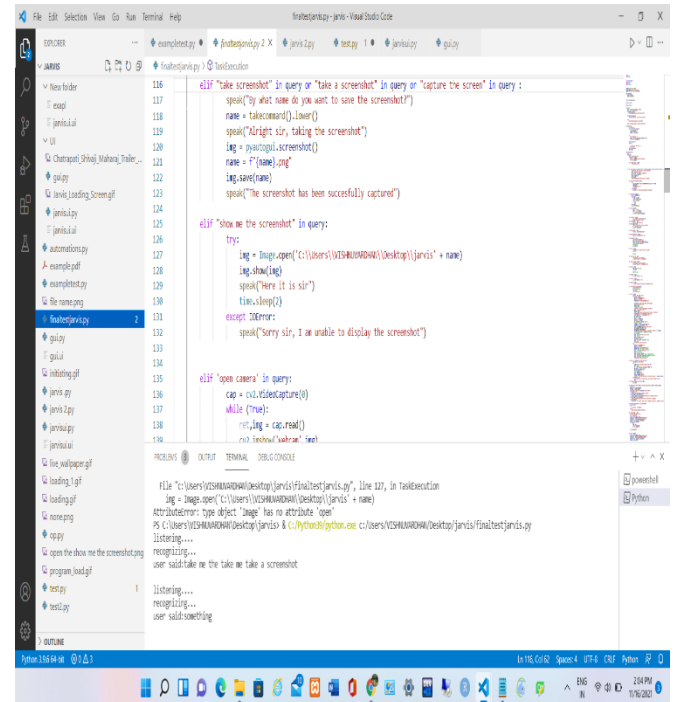 File Edit Selection View Go Run Terminal Help
finaltestjarvis.py - jarvis - Visual Studio Code
EXPLORER
exampletest.py
finaltestjarvis.py 2
jarvis 2.py
test.py 1
jarvisui.py
gui.py
JARVIS
finaltestjarvis.py > TaskExecution
New folder
exapl
jarvisui.ui
UI
Chatrapati_Shivaji_Maharaj_Trailer_...
gui.py
Jarvis_Loading_Screen.gif
jarvisui.py
jarvisui.ui
automations.py
example.pdf
exampletest.py
file name.png
finaltestjarvis.py 2
gui.py
gui.ui
initiating.gif
jarvis .py
jarvis 2.py
jarvisui.py
jarvisui.ui
live_wallpaper.gif
loading_1.gif
loading.gif
none.png
op.py
open the show me the screenshot.png
program_load.gif
test.py 1
test2.py
OUTLINE
116 elif "take screenshot" in query or "take a screenshot" in query or "capture the screen" in query :
117 speak("By what name do you want to save the screenshot?")
118 name = takecommand().lower()
119 speak("Alright sir, taking the screenshot")
120 img = pyautogui.screenshot()
121 name = f"{name}.png"
122 img.save(name)
123 speak("The screenshot has been succesfully captured")
124
125 elif "show me the screenshot" in query:
126 try:
127 img = Image.open('C:\\Users\\VISHNUVARDHAN\\Desktop\\jarvis' + name)
128 img.show(img)
129 speak("Here it is sir")
130 time.sleep(2)
131 except IOError:
132 speak("Sorry sir, I am unable to display the screenshot")
133
134
135 elif 'open camera' in query:
136 cap = cv2.VideoCapture(0)
137 while (True):
138 ret,img = cap.read()
139 cv2.imshow('webcam',img)
PROBLEMS 3 OUTPUT TERMINAL DEBUG CONSOLE
powershell
Python
File "c:\Users\VISHNUVARDHAN\Desktop\jarvis\finaltestjarvis.py", line 127, in TaskExecution
img = Image.open('C:\\Users\\VISHNUVARDHAN\\Desktop\\jarvis' + name)
AttributeError: type object 'Image' has no attribute 'open'
PS C:\Users\VISHNUVARDHAN\Desktop\jarvis> & C:/Python39/python.exe c:/Users/VISHNUVARDHAN/Desktop/jarvis/finaltestjarvis.py
listening....
recognizing...
user said:take me the take me take a screenshot
listening....
recognizing...
user said:something
Python 3.9.6 64-bit 0 3
Ln 116, Col 62 Spaces: 4 UTF-8 CRLF Python
ENG
IN
2:04 PM
11/16/2021